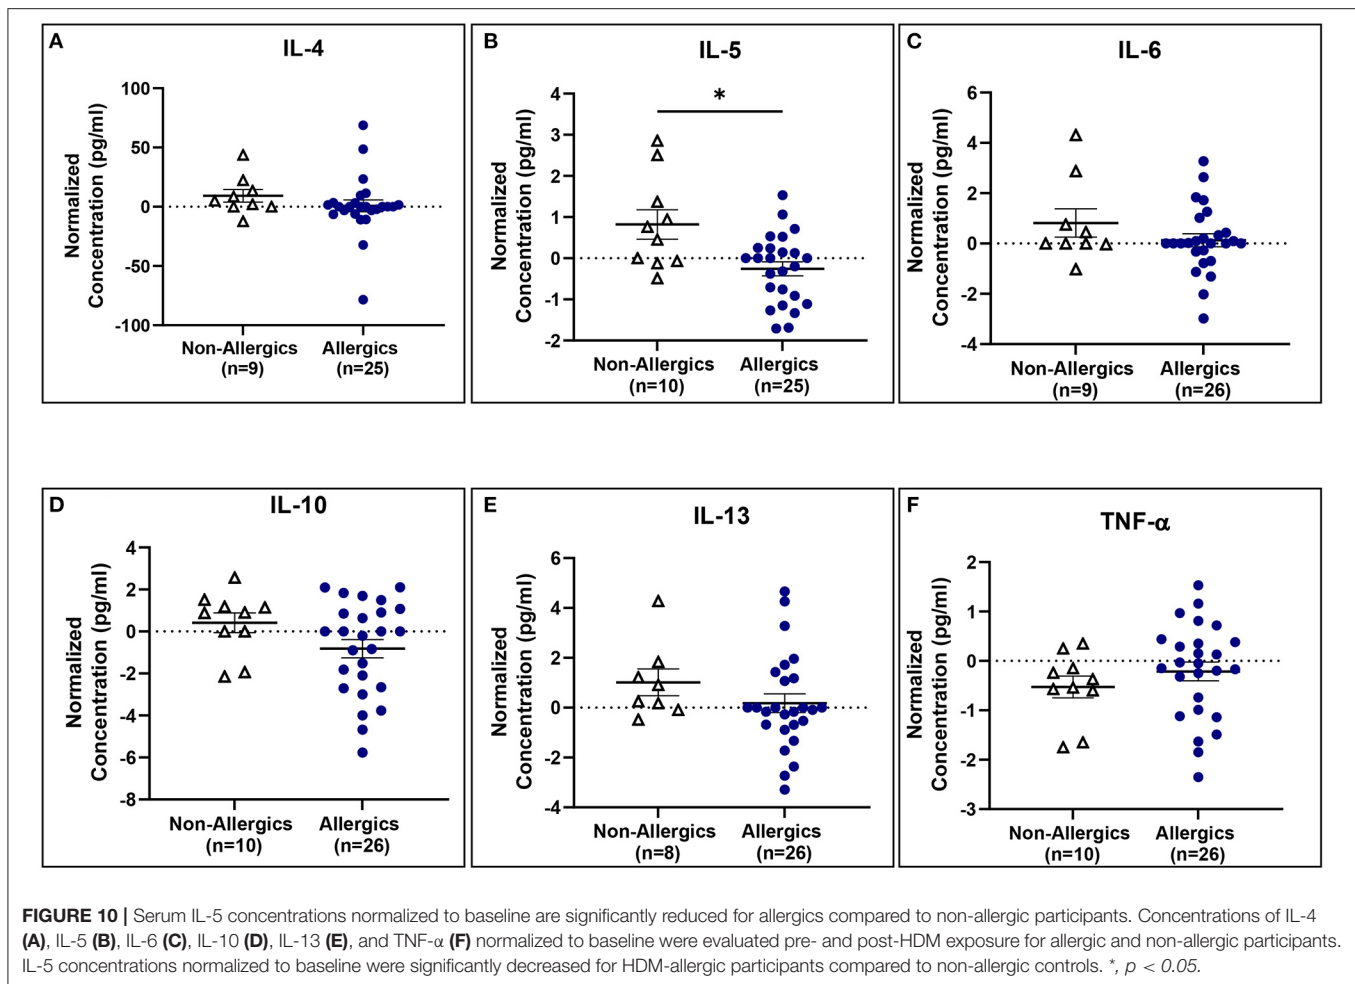 A
IL-4
Normalized
Concentration (pg/ml)
100
50
0
-50
-100
Non-Allergics
(n=9)
Allergics
(n=25)
B
IL-5
Normalized
Concentration (pg/ml)
4
3
2
1
0
-1
-2
*
Non-Allergics
(n=10)
Allergics
(n=25)
C
IL-6
Normalized
Concentration (pg/ml)
6
4
2
0
-2
-4
Non-Allergics
(n=9)
Allergics
(n=26)
D
IL-10
Normalized
Concentration (pg/ml)
4
2
0
-2
-4
-6
-8
Non-Allergics
(n=10)
Allergics
(n=26)
E
IL-13
Normalized
Concentration (pg/ml)
6
4
2
0
-2
-4
Non-Allergics
(n=8)
Allergics
(n=26)
F
TNF-α
Normalized
Concentration (pg/ml)
2
1
0
-1
-2
-3
Non-Allergics
(n=10)
Allergics
(n=26)
FIGURE 10 | Serum IL-5 concentrations normalized to baseline are significantly reduced for allergics compared to non-allergic participants. Concentrations of IL-4
(A), IL-5 (B), IL-6 (C), IL-10 (D), IL-13 (E), and TNF-α (F) normalized to baseline were evaluated pre- and post-HDM exposure for allergic and non-allergic participants.
IL-5 concentrations normalized to baseline were significantly decreased for HDM-allergic participants compared to non-allergic controls. *, p < 0.05.